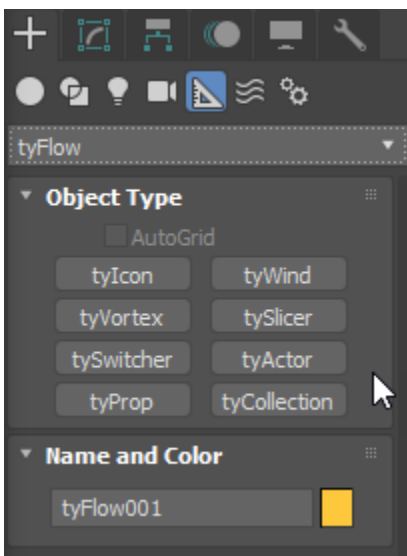 tyFlow
Object Type
AutoGrid
tyIcon tyWind
tyVortex tySlicer
tySwitcher tyActor
tyProp tyCollection
Name and Color
tyFlow001